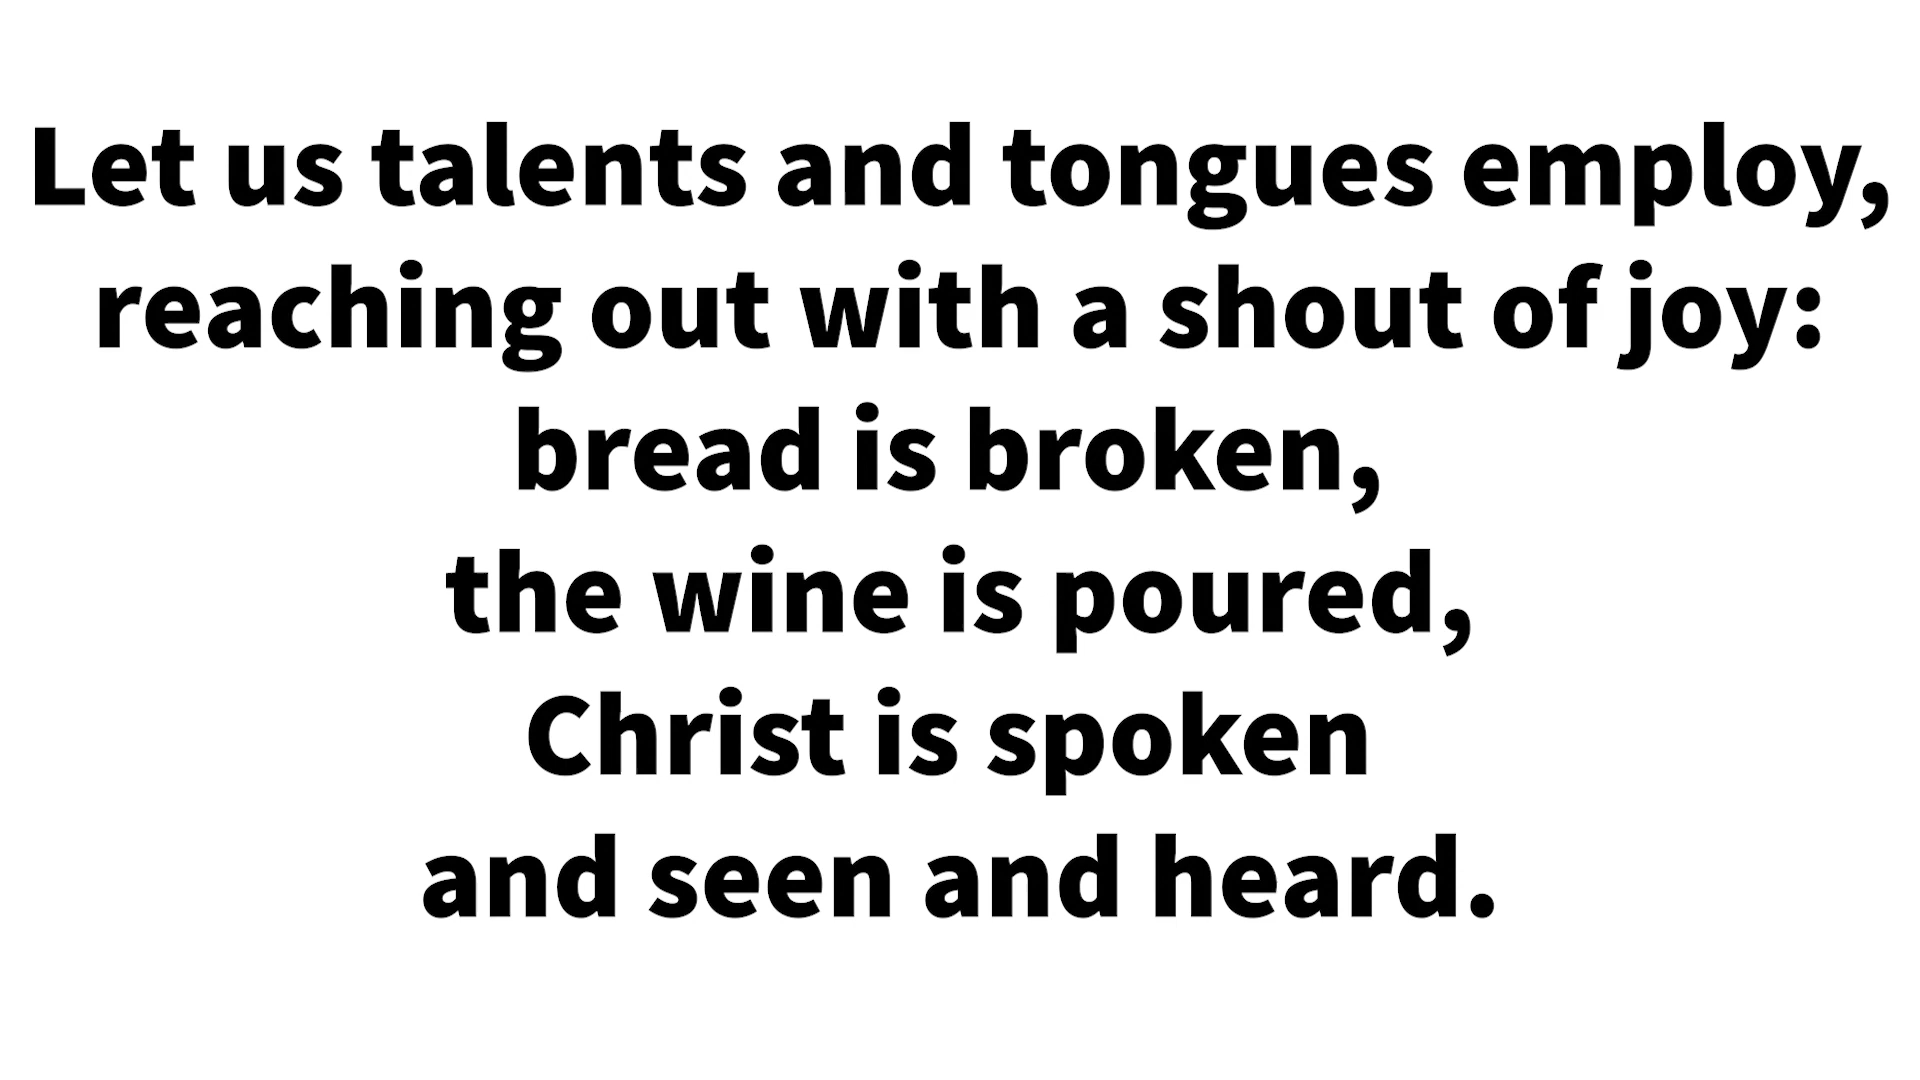 Let us talents and tongues employ,
reaching out with a shout of joy:
bread is broken,
the wine is poured,
Christ is spoken
and seen and heard.